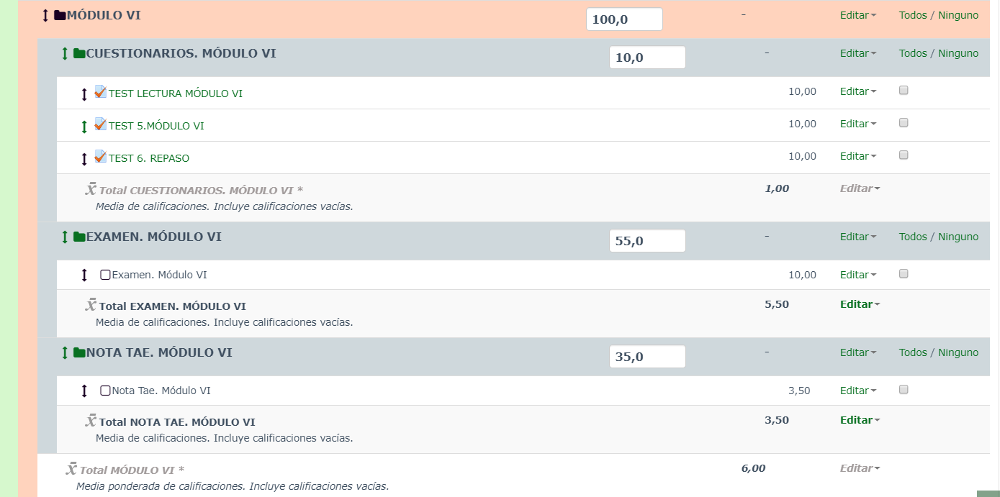 MÓDULO VI 100,0 - Editar Todos / Ninguno
CUESTIONARIOS. MÓDULO VI 10,0 - Editar Todos / Ninguno
TEST LECTURA MÓDULO VI 10,00 Editar
TEST 5.MÓDULO VI 10,00 Editar
TEST 6. REPASO 10,00 Editar
x̄ Total CUESTIONARIOS. MÓDULO VI * 1,00 Editar
Media de calificaciones. Incluye calificaciones vacías.
EXAMEN. MÓDULO VI 55,0 - Editar Todos / Ninguno
Examen. Módulo VI 10,00 Editar
x̄ Total EXAMEN. MÓDULO VI 5,50 Editar
Media de calificaciones. Incluye calificaciones vacías.
NOTA TAE. MÓDULO VI 35,0 - Editar Todos / Ninguno
Nota Tae. Módulo VI 3,50 Editar
x̄ Total NOTA TAE. MÓDULO VI 3,50 Editar
Media de calificaciones. Incluye calificaciones vacías.
x̄ Total MÓDULO VI * 6,00 Editar
Media ponderada de calificaciones. Incluye calificaciones vacías.